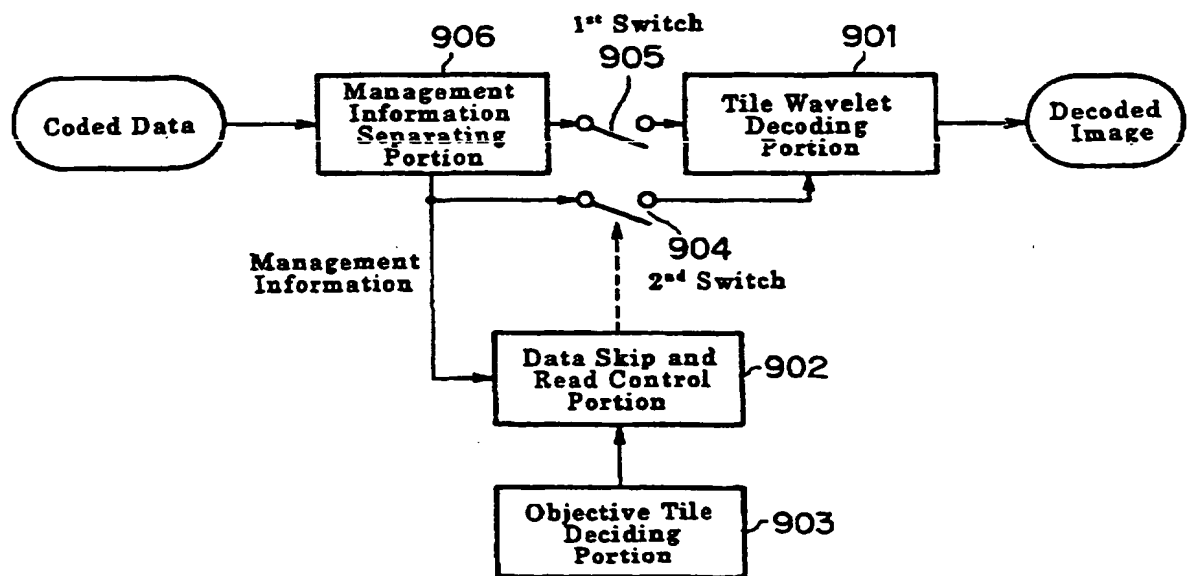 1st Switch
906
905
901
Coded Data
Management
Information
Separating
Portion
Tile Wavelet
Decoding
Portion
Decoded
Image
904
2nd Switch
Management
Information
Data Skip and
Read Control
Portion
902
Objective Tile
Deciding
Portion
903